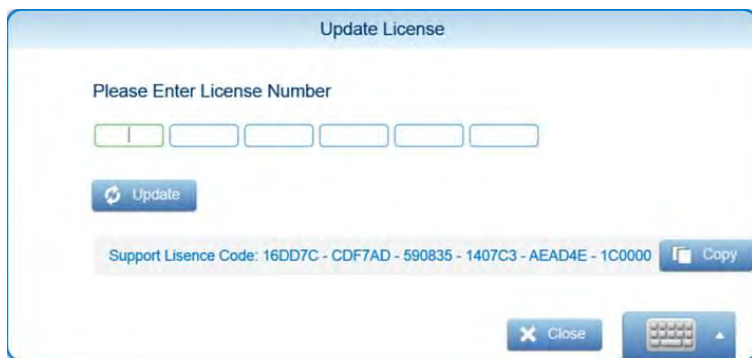 Update License
Please Enter License Number
Update
Support Lisence Code: 16DD7C - CDF7AD - 590835 - 1407C3 - AEAD4E - 1C0000
Copy
Close